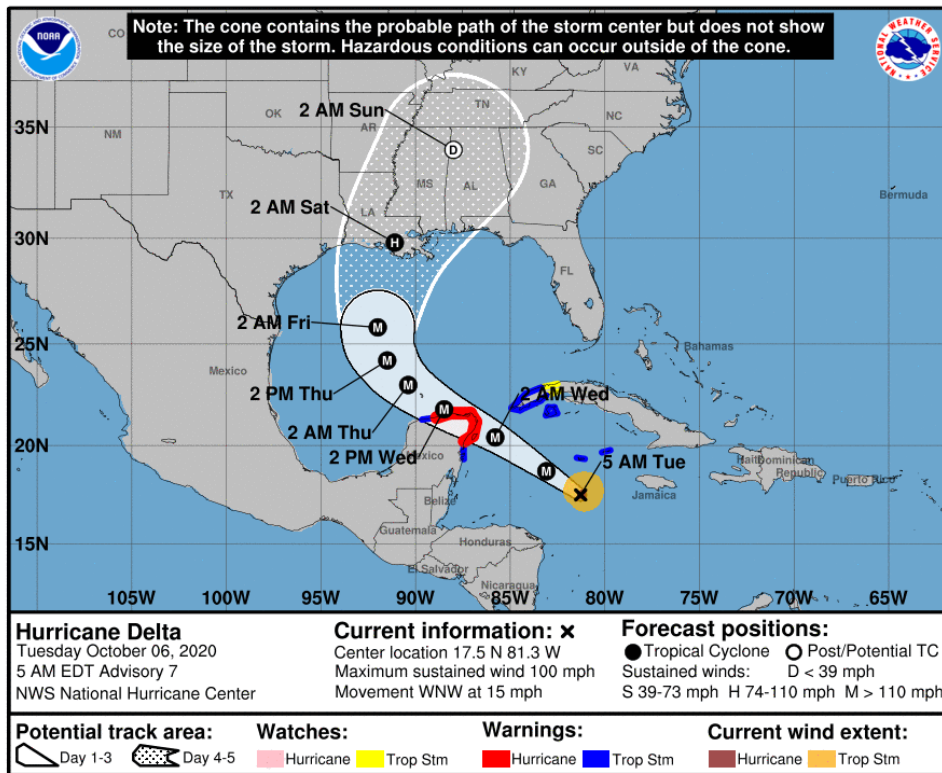 Note: The cone contains the probable path of the storm center but does not show
the size of the storm. Hazardous conditions can occur outside of the cone.
NOAA
NATIONAL WEATHER SERVICE
CO
KY
VA
35N
NM
OK
AR
TN
NC
2 AM Sun
D
SC
TX
MS
AL
GA
Bermuda
LA
2 AM Sat
30N
H
FL
2 AM Fri
M
25N
Mexico
M
Bahamas
2 PM Thu
M
2 AM Wed
M
2 AM Thu
M
20N
2 PM Wed
Mexico
M
5 AM Tue
Haiti
Dominican
Republic
Puerto Rico
Jamaica
Belize
Guatemala
Honduras
15N
El Salvador
Nicaragua
105W
100W
95W
90W
85W
80W
75W
70W
65W
Hurricane Delta
Tuesday October 06, 2020
5 AM EDT Advisory 7
NWS National Hurricane Center
Current information: x
Center location 17.5 N 81.3 W
Maximum sustained wind 100 mph
Movement WNW at 15 mph
Forecast positions:
Tropical Cyclone Post/Potential TC
Sustained winds: D < 39 mph
S 39-73 mph H 74-110 mph M > 110 mph
Potential track area:
Day 1-3 Day 4-5
Watches:
Hurricane Trop Stm
Warnings:
Hurricane Trop Stm
Current wind extent:
Hurricane Trop Stm